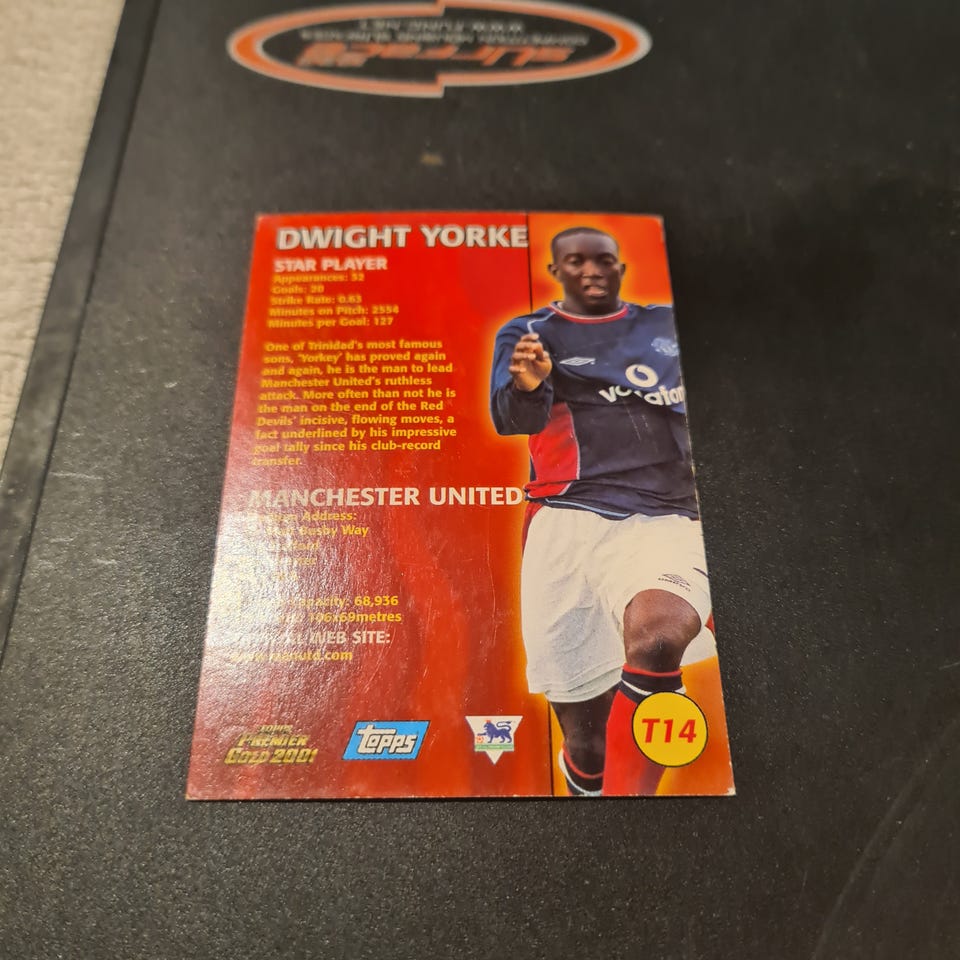 DWIGHT YORKE
STAR PLAYER
Appearances: 32
Goals: 20
Strike Rate: 0.63
Minutes on Pitch: 2554
Minutes per Goal: 127
One of Trinidad's most famous
sons, 'Yorkey' has proved again
and again, he is the man to lead
Manchester United's ruthless
attack. More often than not he is
the man on the end of the Red
Devils' incisive, flowing moves, a
fact underlined by his impressive
goal tally since his club-record
transfer.
MANCHESTER UNITED
Address:
Busby Way
68,936
106x69metres
WEB SITE:
TOPPS
PREMIER
GOLD 2001
topps
vodafon
UMBRO
T14